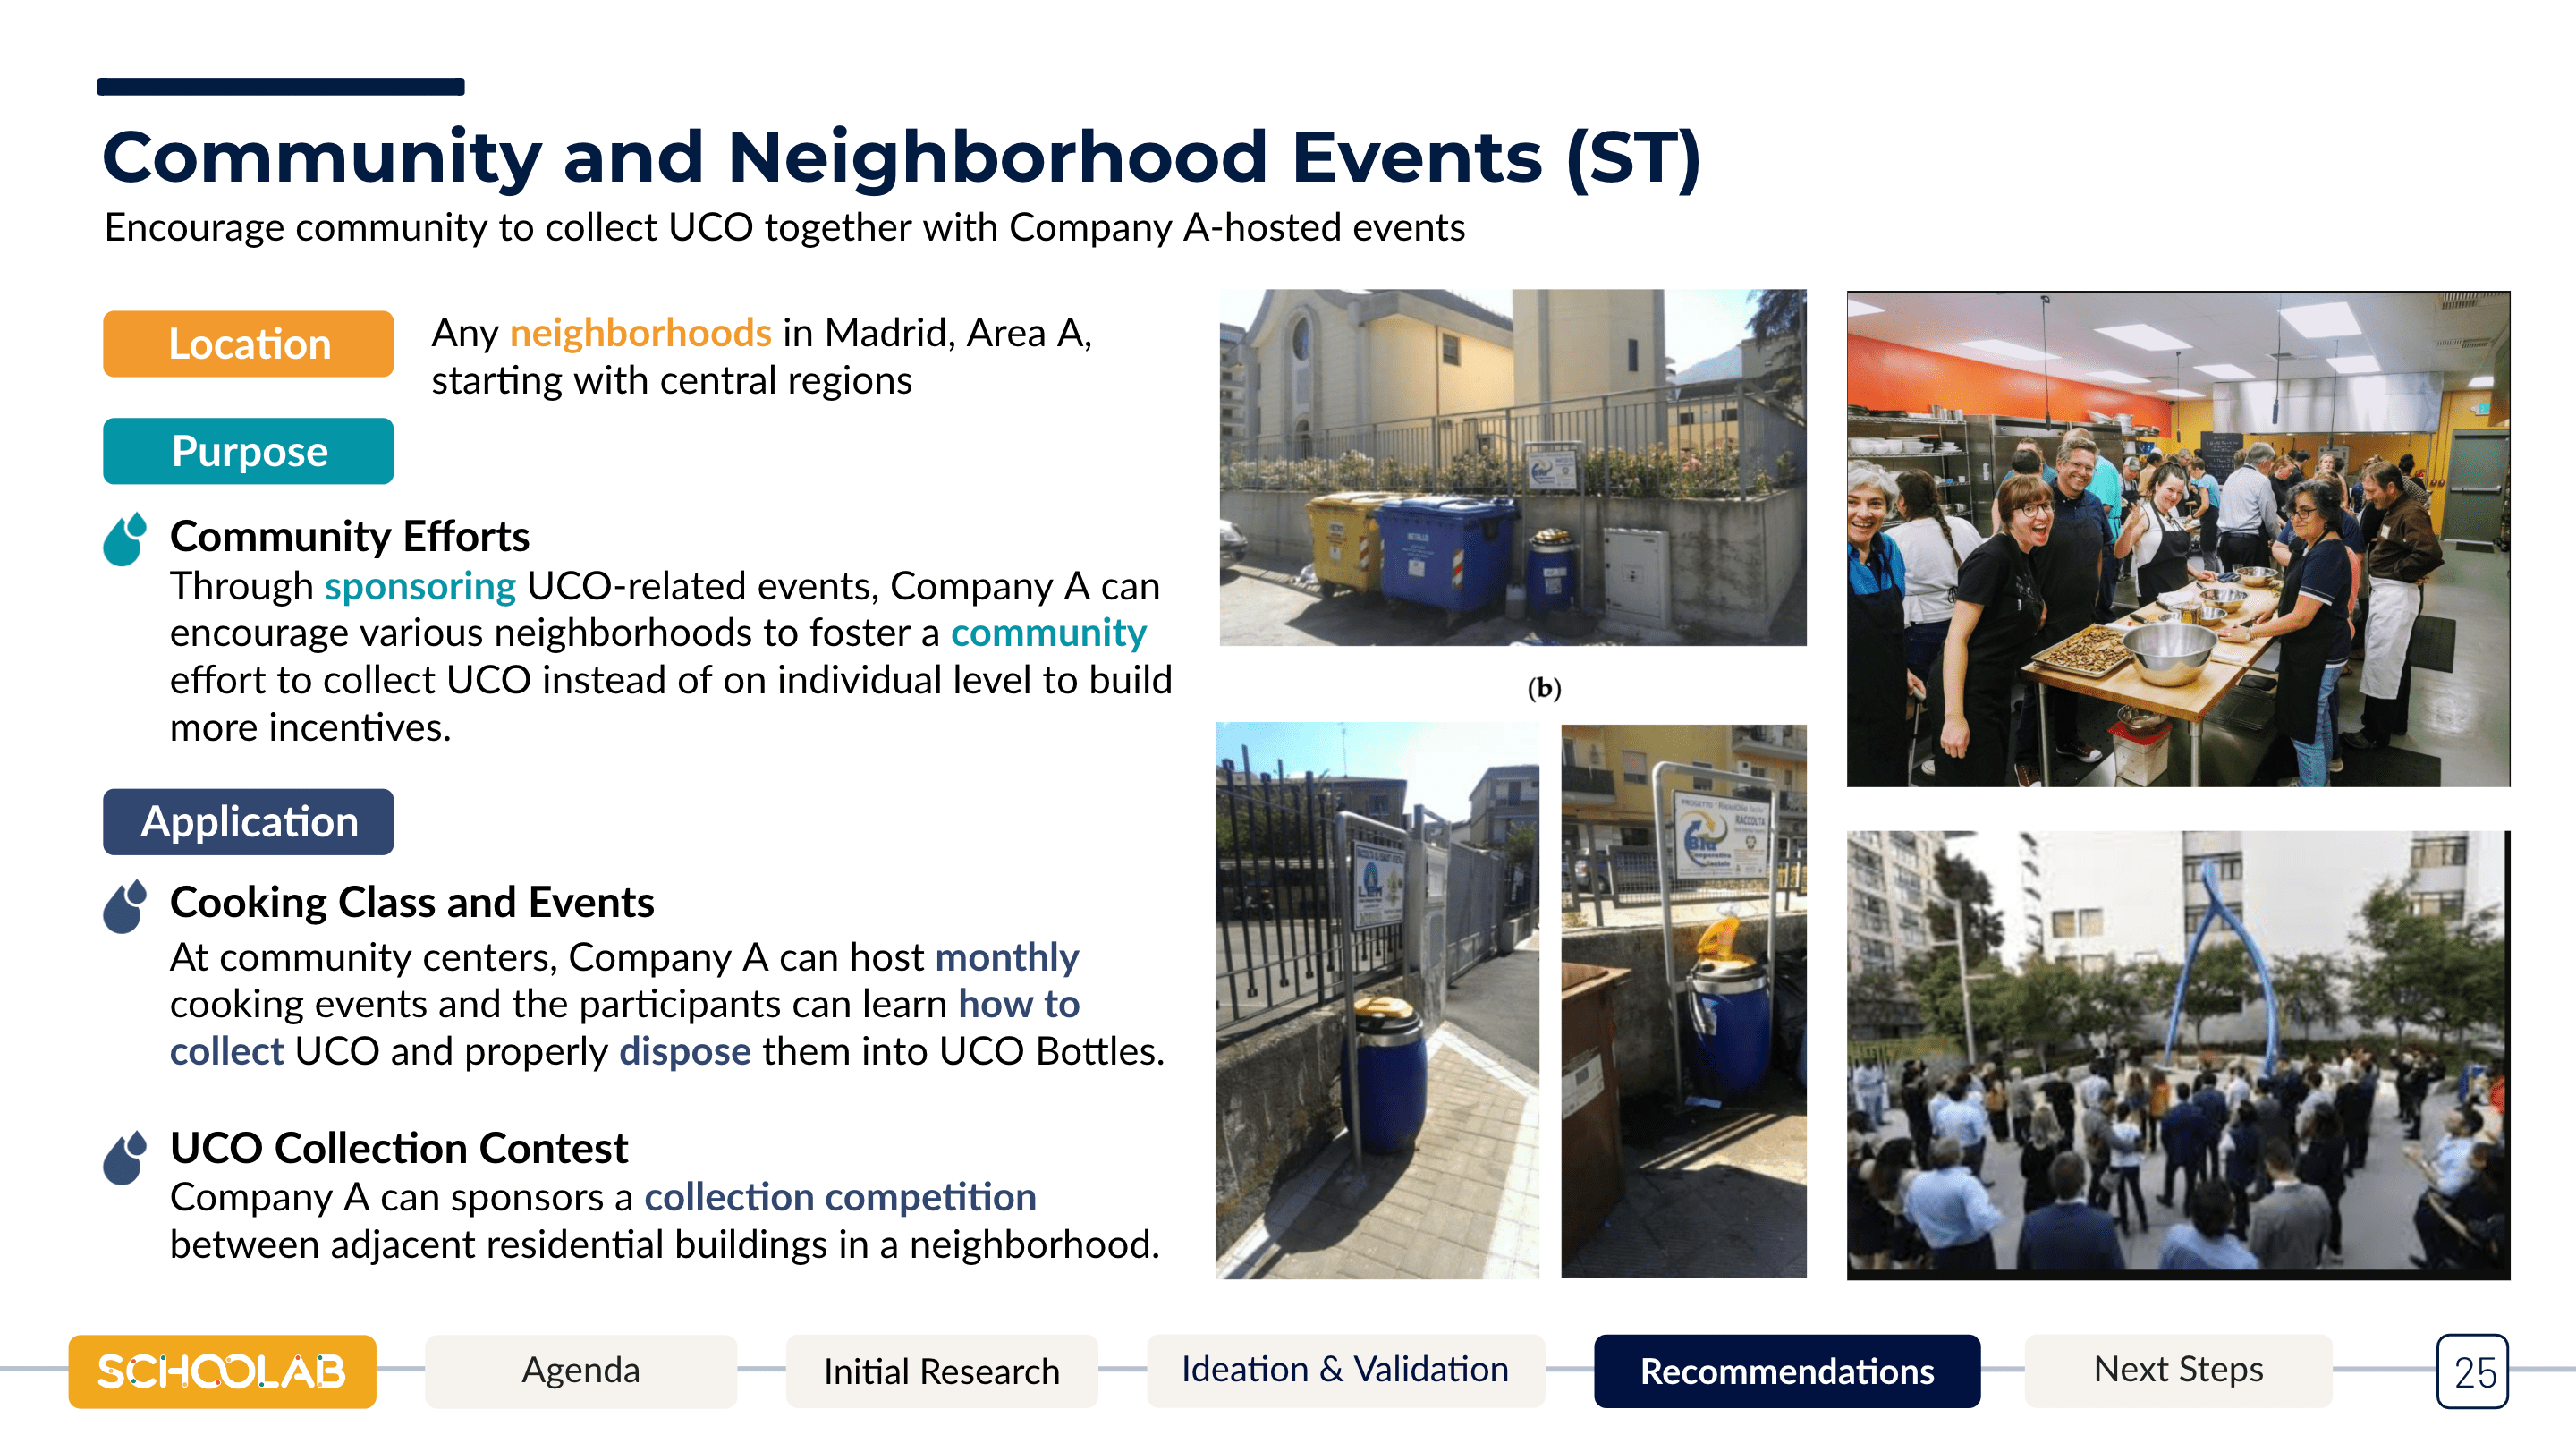 Community and Neighborhood Events (ST)
Encourage community to collect UCO together with Company A-hosted events
Location
Any neighborhoods in Madrid, Area A,
starting with central regions
Purpose
Community Efforts
Through sponsoring UCO-related events, Company A can
encourage various neighborhoods to foster a community
effort to collect UCO instead of on individual level to build
more incentives.
Application
Cooking Class and Events
At community centers, Company A can host monthly
cooking events and the participants can learn how to
collect UCO and properly dispose them into UCO Bottles.
UCO Collection Contest
Company A can sponsors a collection competition
between adjacent residential buildings in a neighborhood.
(b)
PROGETTO
RACCOLTA
SCHOOLAB
Agenda
Initial Research
Ideation & Validation
Recommendations
Next Steps
25